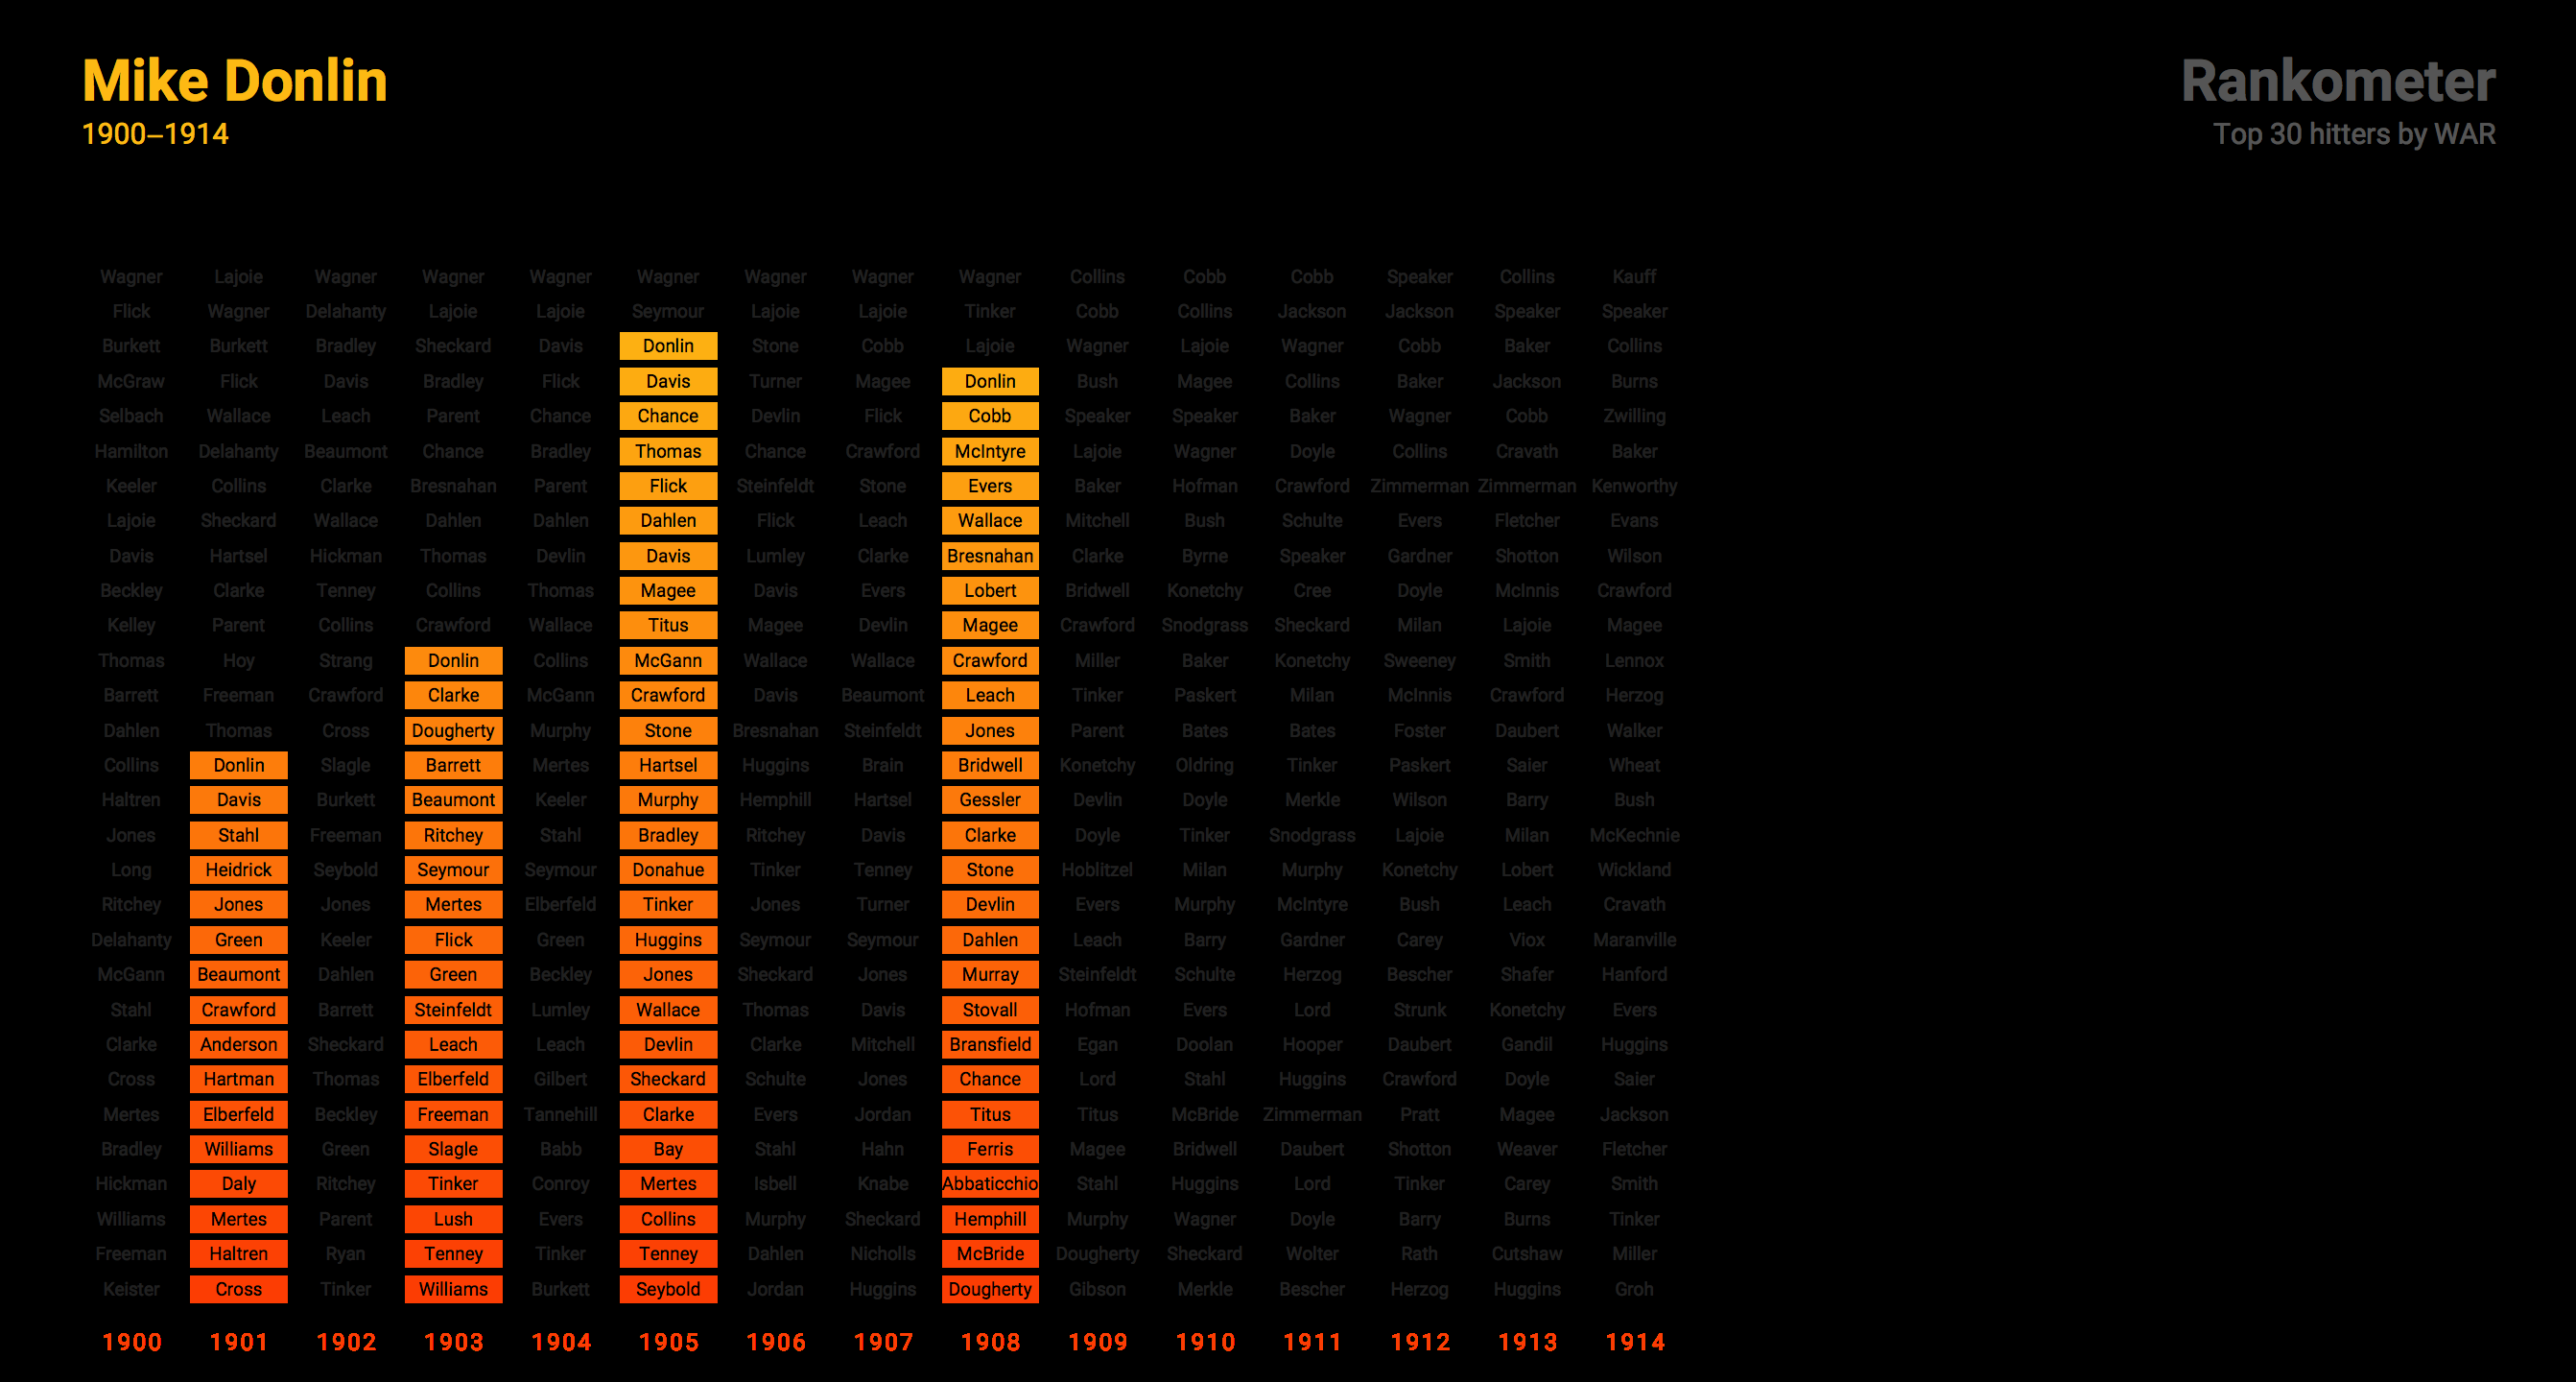 Mike Donlin
1900–1914
Rankometer
Top 30 hitters by WAR
Wagner Lajoie Wagner Wagner Wagner Wagner Wagner Wagner Wagner Collins Cobb Cobb Speaker Collins Kauff
Flick Wagner Delahanty Lajoie Lajoie Seymour Lajoie Lajoie Tinker Cobb Collins Jackson Jackson Speaker Speaker
Burkett Burkett Bradley Sheckard Davis Donlin Stone Cobb Lajoie Wagner Lajoie Wagner Cobb Baker Collins
McGraw Flick Davis Bradley Flick Davis Turner Magee Donlin Bush Magee Collins Baker Jackson Burns
Selbach Wallace Leach Parent Chance Chance Devlin Flick Cobb Speaker Speaker Baker Wagner Cobb Zwilling
Hamilton Delahanty Beaumont Chance Bradley Thomas Chance Crawford McIntyre Lajoie Wagner Doyle Collins Cravath Baker
Keeler Collins Clarke Bresnahan Parent Flick Steinfeldt Stone Evers Baker Hofman Crawford Zimmerman Zimmerman Kenworthy
Lajoie Sheckard Wallace Dahlen Dahlen Dahlen Flick Leach Wallace Mitchell Bush Schulte Evers Fletcher Evans
Davis Hartsel Hickman Thomas Devlin Davis Lumley Clarke Bresnahan Clarke Byrne Speaker Gardner Shotton Wilson
Beckley Clarke Tenney Collins Thomas Magee Davis Evers Lobert Bridwell Konetchy Cree Doyle McInnis Crawford
Kelley Parent Collins Crawford Wallace Titus Magee Devlin Magee Crawford Snodgrass Sheckard Milan Lajoie Magee
Thomas Hoy Strang Donlin Collins McGann Wallace Wallace Crawford Miller Baker Konetchy Sweeney Smith Lennox
Barrett Freeman Crawford Clarke McGann Crawford Davis Beaumont Leach Tinker Paskert Milan McInnis Crawford Herzog
Dahlen Thomas Cross Dougherty Murphy Stone Bresnahan Steinfeldt Jones Parent Bates Bates Foster Daubert Walker
Collins Donlin Slagle Barrett Mertes Hartsel Huggins Brain Bridwell Konetchy Oldring Tinker Paskert Saier Wheat
Haltren Davis Burkett Beaumont Keeler Murphy Hemphill Hartsel Gessler Devlin Doyle Merkle Wilson Barry Bush
Jones Stahl Freeman Ritchey Stahl Bradley Ritchey Davis Clarke Doyle Tinker Snodgrass Lajoie Milan McKechnie
Long Heidrick Seybold Seymour Seymour Donahue Tinker Tenney Stone Hoblitzel Milan Murphy Konetchy Lobert Wickland
Ritchey Jones Jones Mertes Elberfeld Tinker Jones Turner Devlin Evers Murphy McIntyre Bush Leach Cravath
Delahanty Green Keeler Flick Green Huggins Seymour Seymour Dahlen Leach Barry Gardner Carey Viox Maranville
McGann Beaumont Dahlen Green Beckley Jones Sheckard Jones Murray Steinfeldt Schulte Herzog Bescher Shafer Hanford
Stahl Crawford Barrett Steinfeldt Lumley Wallace Thomas Davis Stovall Hofman Evers Lord Strunk Konetchy Evers
Clarke Anderson Sheckard Leach Leach Devlin Clarke Mitchell Bransfield Egan Doolan Hooper Daubert Gandil Huggins
Cross Hartman Thomas Elberfeld Gilbert Sheckard Schulte Jones Chance Lord Stahl Huggins Crawford Doyle Saier
Mertes Elberfeld Beckley Freeman Tannehill Clarke Evers Jordan Titus Titus McBride Zimmerman Pratt Magee Jackson
Bradley Williams Green Slagle Babb Bay Stahl Hahn Ferris Magee Bridwell Daubert Shotton Weaver Fletcher
Hickman Daly Ritchey Tinker Conroy Mertes Isbell Knabe Abbaticchio Stahl Huggins Lord Tinker Carey Smith
Williams Mertes Parent Lush Evers Collins Murphy Sheckard Hemphill Murphy Wagner Doyle Barry Burns Tinker
Freeman Haltren Ryan Tenney Tinker Tenney Dahlen Nicholls McBride Dougherty Sheckard Wolter Rath Cutshaw Miller
Keister Cross Tinker Williams Burkett Seybold Jordan Huggins Dougherty Gibson Merkle Bescher Herzog Huggins Groh
1900 1901 1902 1903 1904 1905 1906 1907 1908 1909 1910 1911 1912 1913 1914